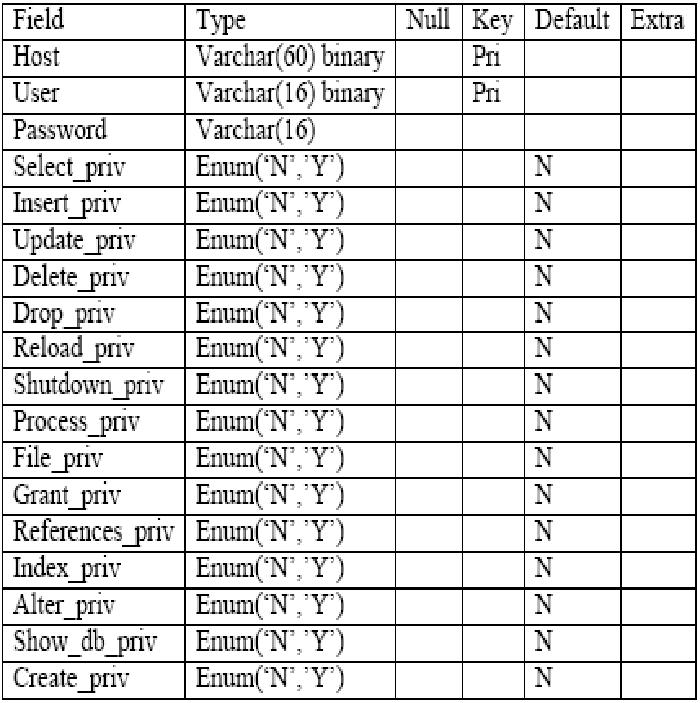 Field Type Null Key Default Extra
Host Varchar(60) binary Pri
User Varchar(16) binary Pri
Password Varchar(16)
Select_priv Enum(‘N’,’Y’) N
Insert_priv Enum(‘N’,’Y’) N
Update_priv Enum(‘N’,’Y’) N
Delete_priv Enum(‘N’,’Y’) N
Drop_priv Enum(‘N’,’Y’) N
Reload_priv Enum(‘N’,’Y’) N
Shutdown_priv Enum(‘N’,’Y’) N
Process_priv Enum(‘N’,’Y’) N
File_priv Enum(‘N’,’Y’) N
Grant_priv Enum(‘N’,’Y’) N
References_priv Enum(‘N’,’Y’) N
Index_priv Enum(‘N’,’Y’) N
Alter_priv Enum(‘N’,’Y’) N
Show_db_priv Enum(‘N’,’Y’) N
Create_priv Enum(‘N’,’Y’) N